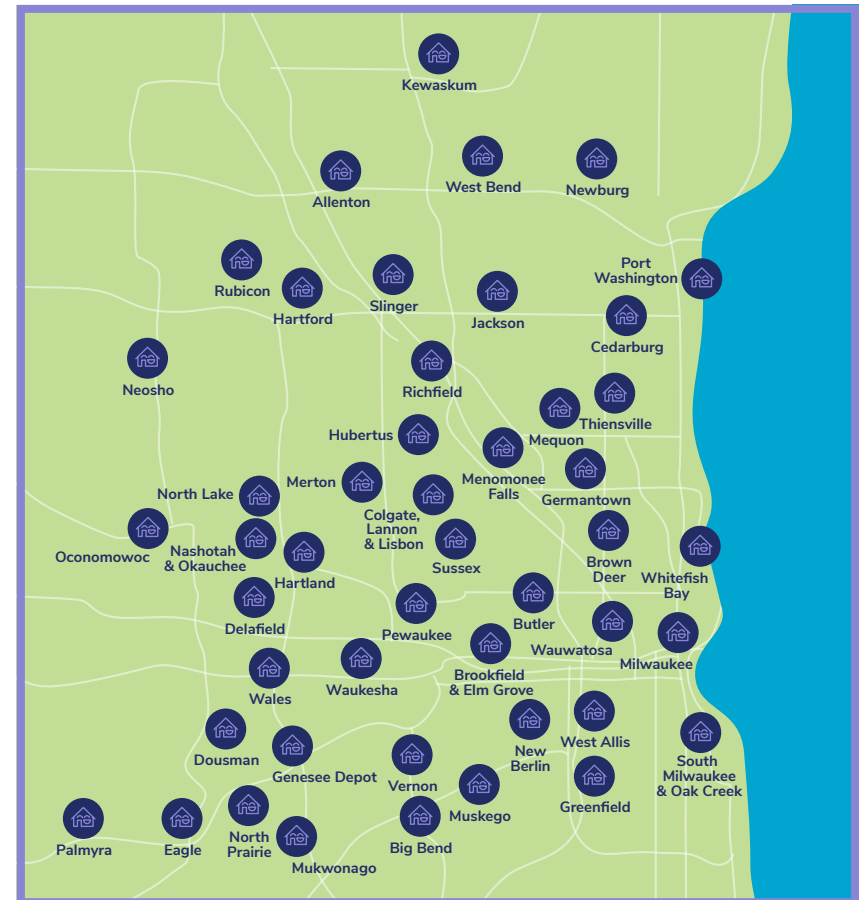 Kewaskum
Allenton
West Bend
Newburg
Port
Washington
Rubicon
Hartford
Slinger
Jackson
Cedarburg
Neosho
Richfield
Thiensville
Mequon
Hubertus
Menomonee
Falls
Germantown
North Lake
Merton
Colgate,
Lannon
& Lisbon
Oconomowoc
Nashotah
& Okauchee
Hartland
Sussex
Brown
Deer
Whitefish
Bay
Delafield
Pewaukee
Butler
Wauwatosa
Milwaukee
Wales
Waukesha
Brookfield
& Elm Grove
Dousman
Genesee Depot
Vernon
New
Berlin
West Allis
South
Milwaukee
& Oak Creek
Muskego
Greenfield
Palmyra
Eagle
North
Prairie
Mukwonago
Big Bend